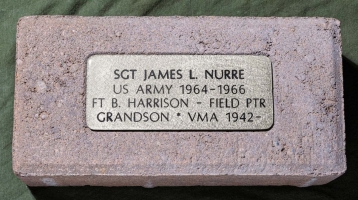 SGT JAMES L. NURRE
US ARMY 1964-1966
FT B. HARRISON - FIELD PTR
GRANDSON * VMA 1942-